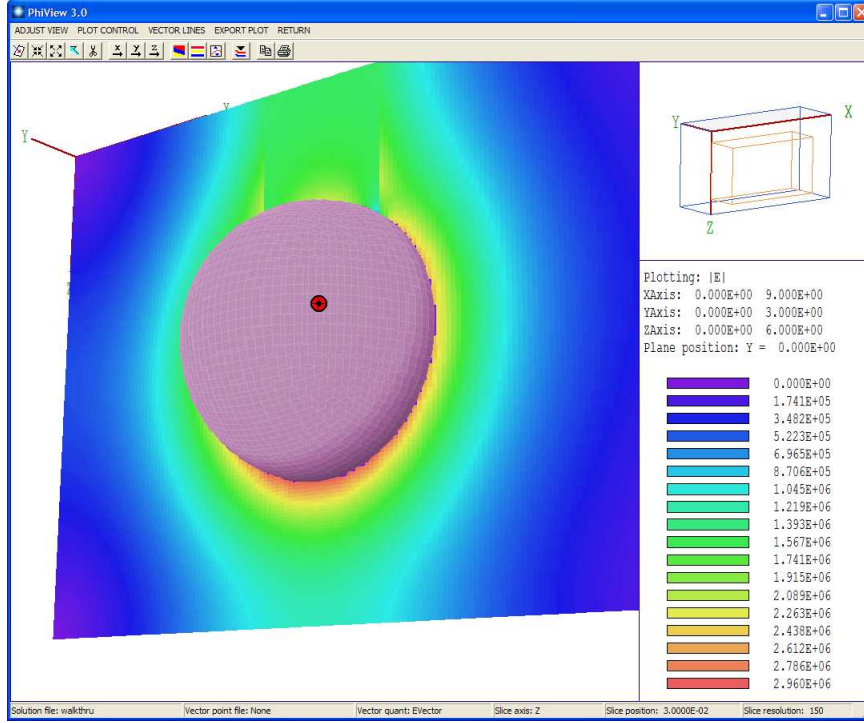 PhiView 3.0
ADJUST VIEW PLOT CONTROL VECTOR LINES EXPORT PLOT RETURN
X Y Z
Y X
Z
Y X
Z
Plotting: |E|
XAxis: 0.000E+00 9.000E+00
YAxis: 0.000E+00 3.000E+00
ZAxis: 0.000E+00 6.000E+00
Plane position: Y = 0.000E+00
0.000E+00
1.741E+05
3.482E+05
5.223E+05
6.965E+05
8.706E+05
1.045E+06
1.219E+06
1.393E+06
1.567E+06
1.741E+06
1.915E+06
2.089E+06
2.263E+06
2.438E+06
2.612E+06
2.786E+06
2.960E+06
Solution file: walkthru Vector point file: None Vector quant: EVector Slice axis: Z Slice position: 3.0000E-02 Slice resolution: 150